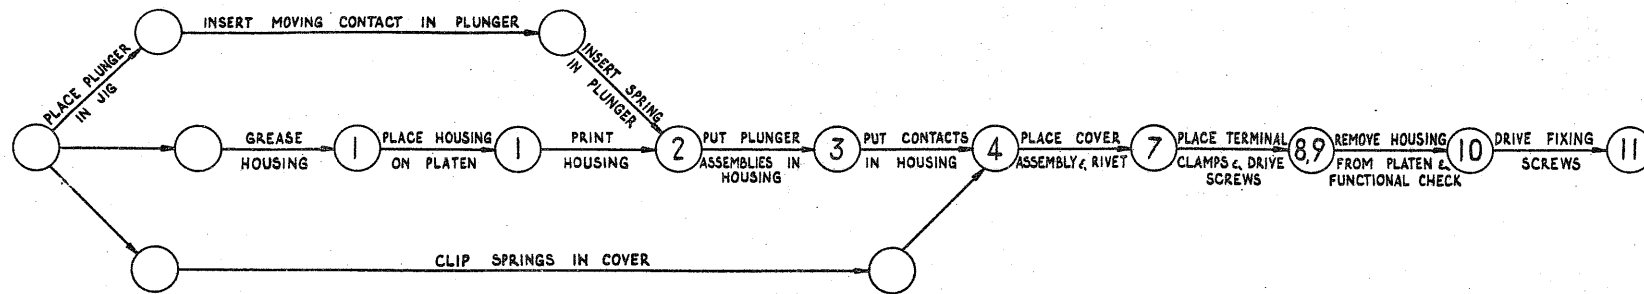 INSERT MOVING CONTACT IN PLUNGER
PLACE PLUNGER
IN JIG
INSERT SPRING
IN PLUNGER
GREASE
HOUSING
1
PLACE HOUSING
ON PLATEN
1
PRINT
HOUSING
2
PUT PLUNGER
ASSEMBLIES IN
HOUSING
3
PUT CONTACTS
IN HOUSING
4
PLACE COVER
ASSEMBLY & RIVET
7
PLACE TERMINAL
CLAMPS & DRIVE
SCREWS
8,9
REMOVE HOUSING
FROM PLATEN &
FUNCTIONAL CHECK
10
DRIVE FIXING
SCREWS
11
CLIP SPRINGS IN COVER